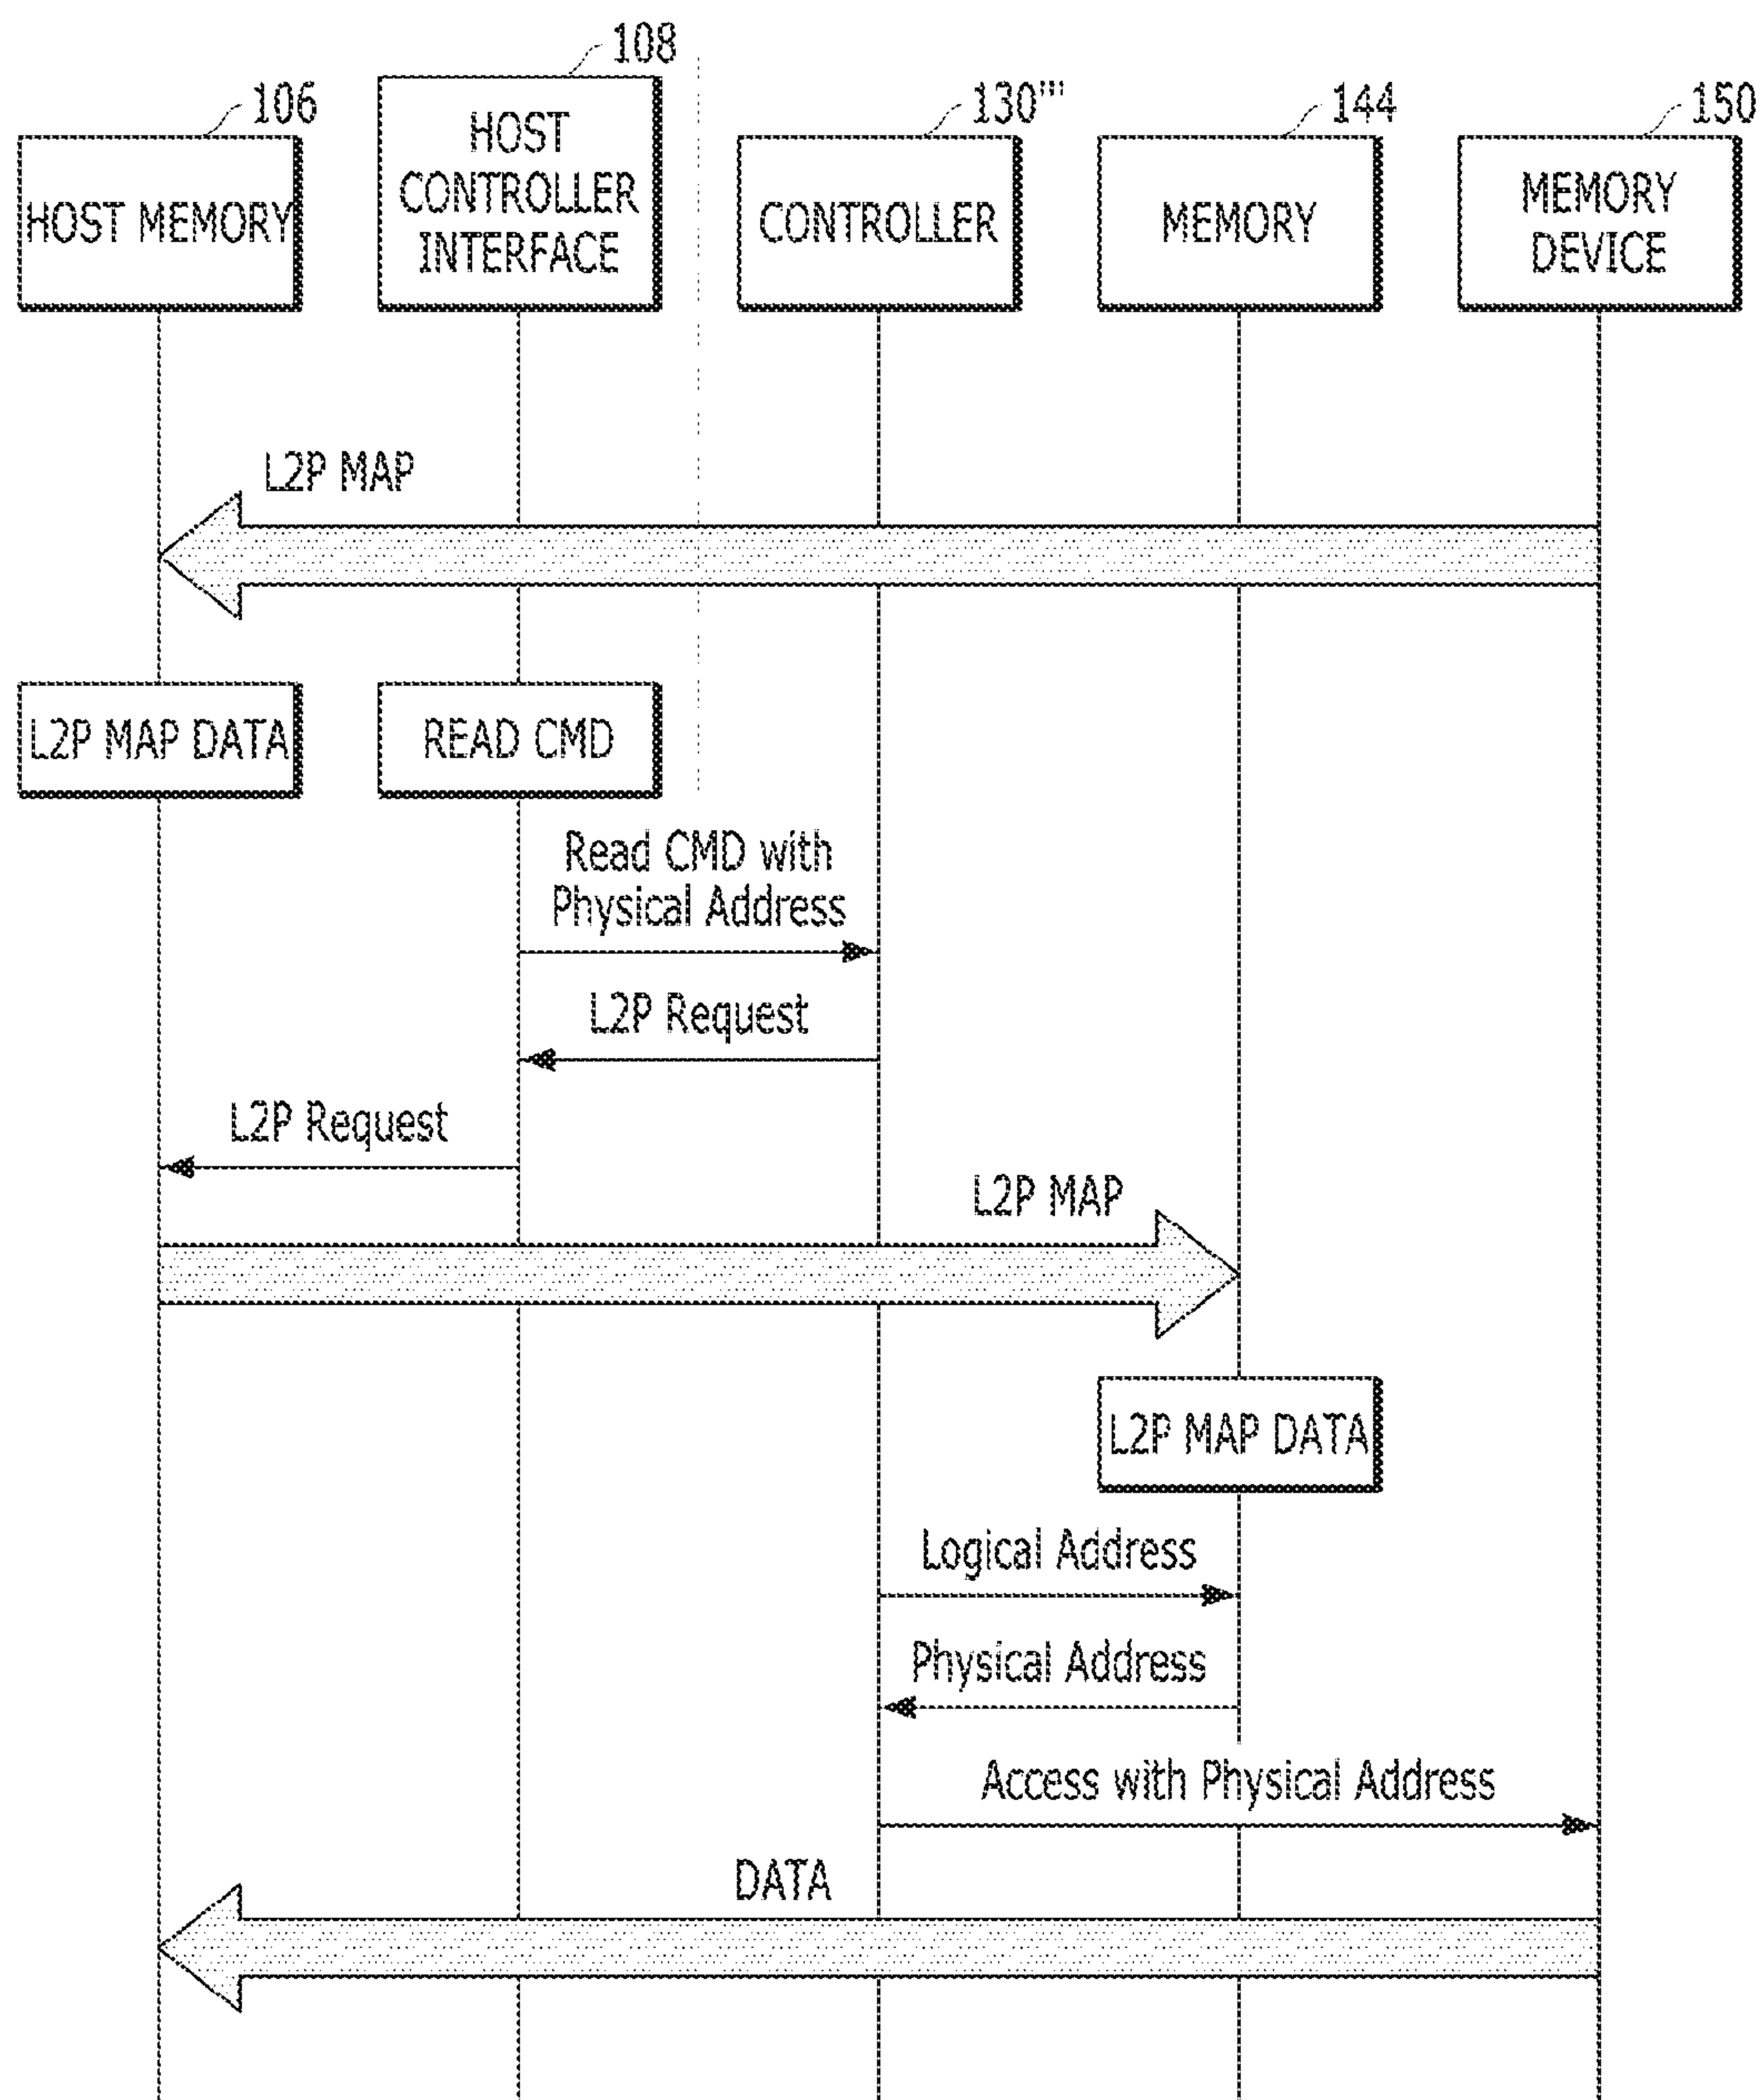 108
106
130'''
144
150
HOST MEMORY
HOST
CONTROLLER
INTERFACE
CONTROLLER
MEMORY
MEMORY
DEVICE
L2P MAP
L2P MAP DATA
READ CMD
Read CMD with
Physical Address
L2P Request
L2P Request
L2P MAP
L2P MAP DATA
Logical Address
Physical Address
Access with Physical Address
DATA